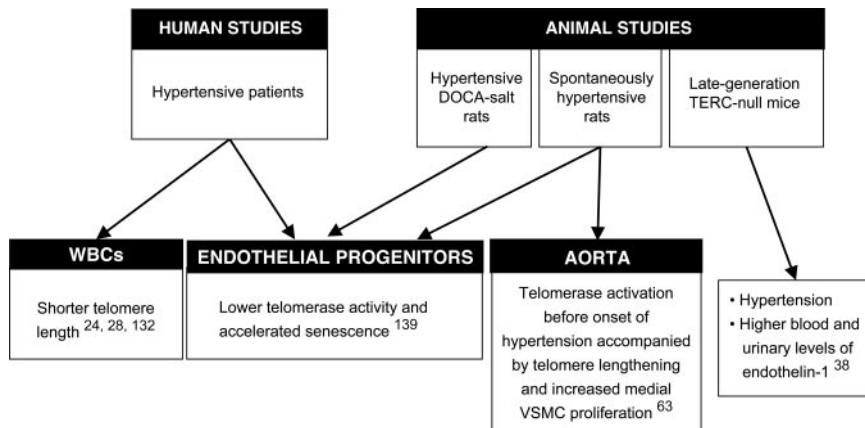 HUMAN STUDIES
Hypertensive patients
ANIMAL STUDIES
Hypertensive
DOCA-salt
rats
Spontaneously
hypertensive
rats
Late-generation
TERC-null mice
WBCs
Shorter telomere
length 24, 28, 132
ENDOTHELIAL PROGENITORS
Lower telomerase activity and
accelerated senescence 139
AORTA
Telomerase activation
before onset of
hypertension accompanied
by telomere lengthening
and increased medial
VSMC proliferation 63
• Hypertension
• Higher blood and
urinary levels of
endothelin-1 38